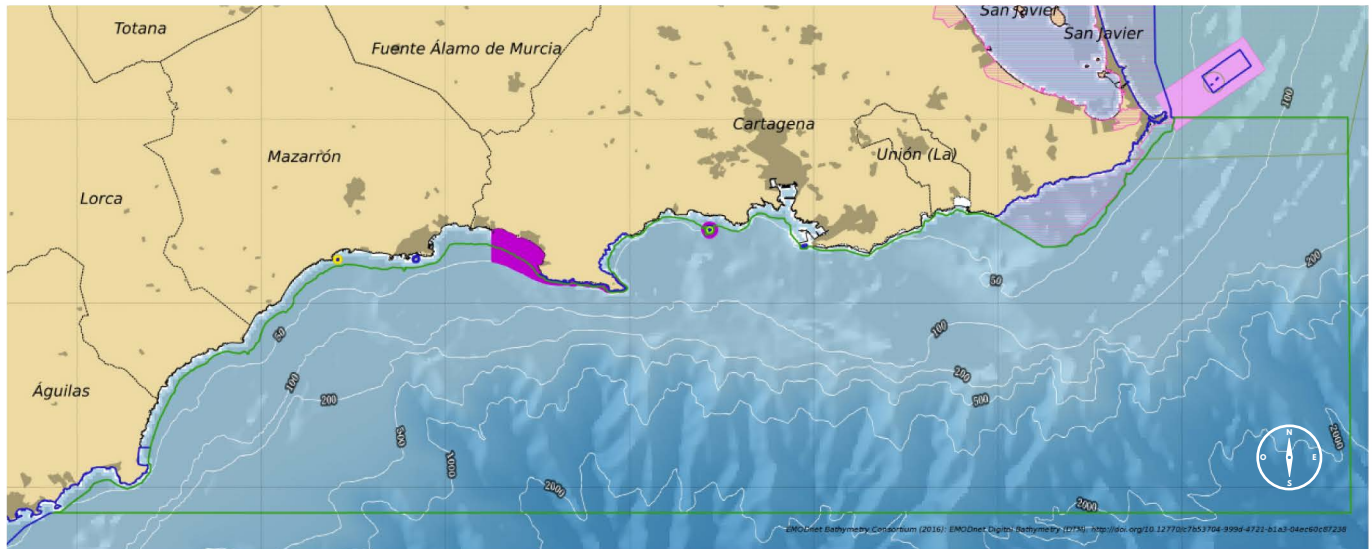 San Javier
Totana
San Javier
Fuente Álamo de Murcia
100
Cartagena
Mazarrón
Unión (La)
Lorca
200
50
50
100
100
200
Águilas
200
500
500
1000
2000
2000
2000
N
O
E
S
EMODnet Bathymetry Consortium (2016): EMODnet Digital Bathymetry (DTM). http://doi.org/10.12770/c7b53704-999d-4721-b1a3-04ec60c87238